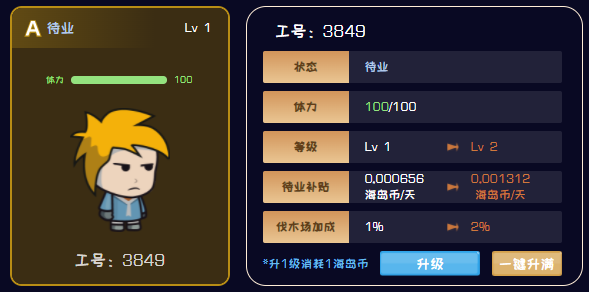 A 待业 Lv 1
体力 100
工号：3849
工号：3849
状态 待业
体力 100/100
等级 Lv 1 Lv 2
待业补贴 0.000656 海岛币/天 0.001312 海岛币/天
伐木场加成 1% 2%
*升1级消耗1海岛币 升级 一键升满